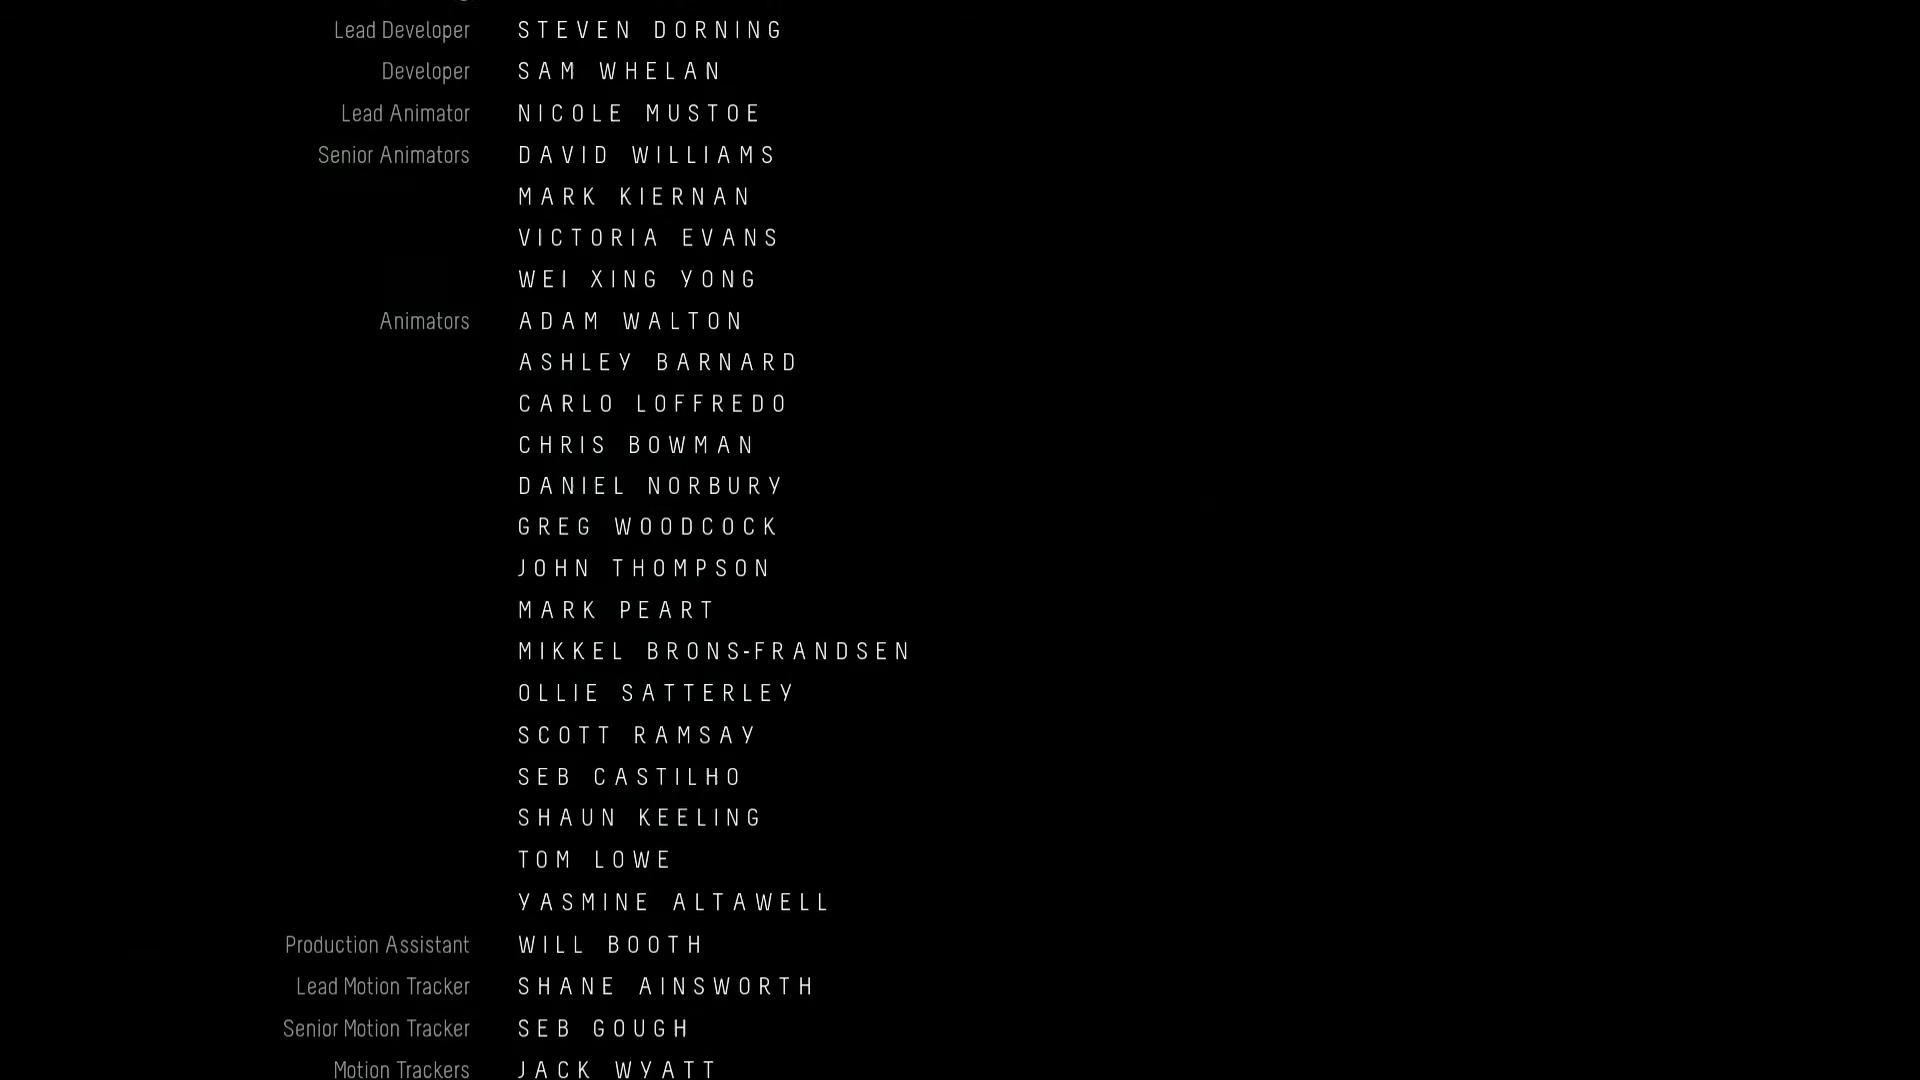 Lead Developer STEVEN DORNING
Developer SAM WHELAN
Lead Animator NICOLE MUSTOE
Senior Animators DAVID WILLIAMS
MARK KIERNAN
VICTORIA EVANS
WEI XING YONG
Animators ADAM WALTON
ASHLEY BARNARD
CARLO LOFFREDO
CHRIS BOWMAN
DANIEL NORBURY
GREG WOODCOCK
JOHN THOMPSON
MARK PEART
MIKKEL BRONS-FRANDSEN
OLLIE SATTERLEY
SCOTT RAMSAY
SEB CASTILHO
SHAUN KEELING
TOM LOWE
YASMINE ALTAWELL
Production Assistant WILL BOOTH
Lead Motion Tracker SHANE AINSWORTH
Senior Motion Tracker SEB GOUGH
Motion Trackers JACK WYATT